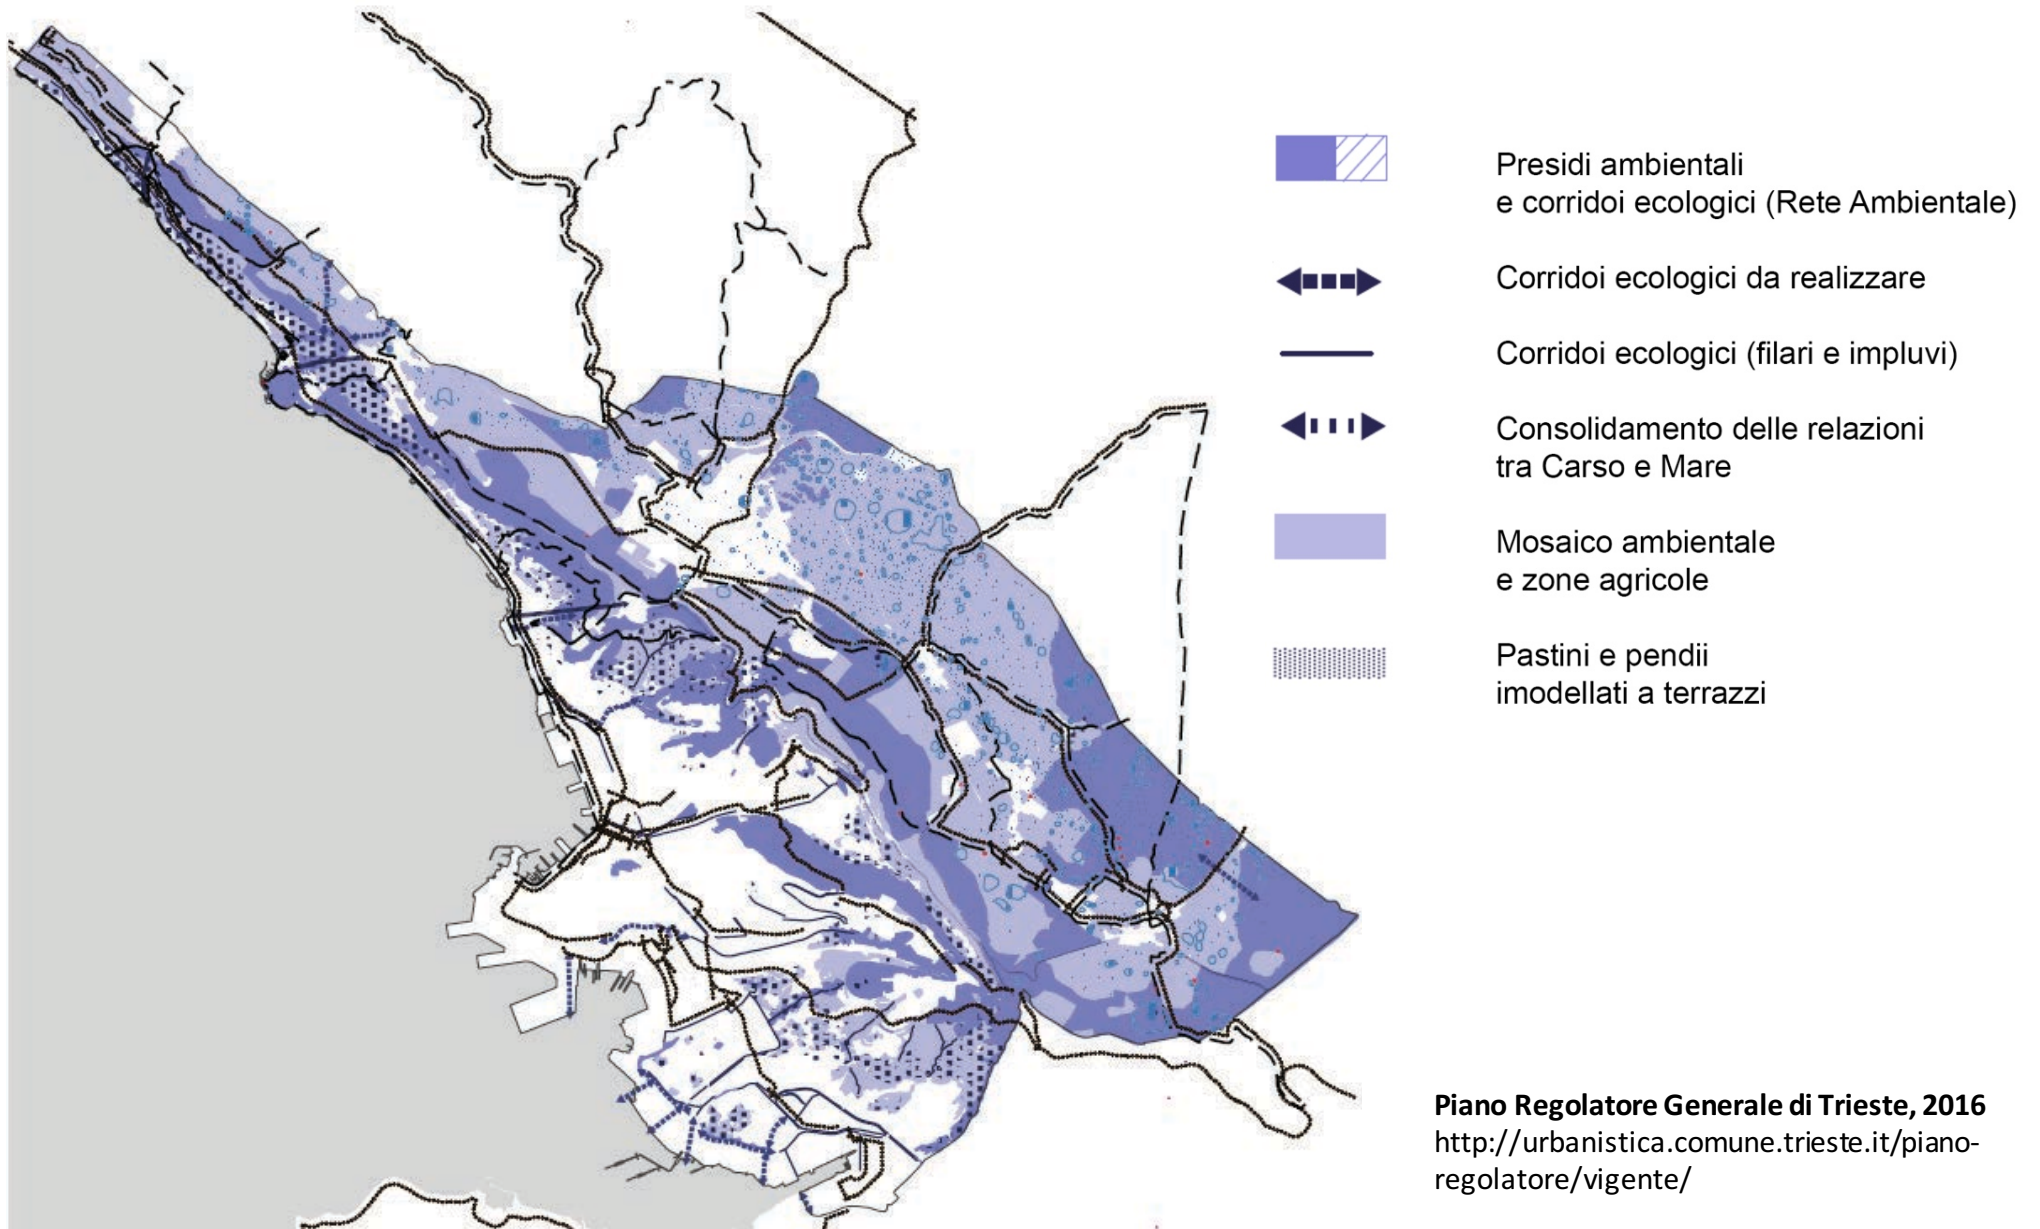 Presidi ambientali
e corridoi ecologici (Rete Ambientale)
Corridoi ecologici da realizzare
Corridoi ecologici (filari e impluvi)
Consolidamento delle relazioni
tra Carso e Mare
Mosaico ambientale
e zone agricole
Pastini e pendii
imodellati a terrazzi
Piano Regolatore Generale di Trieste, 2016
http://urbanistica.comune.trieste.it/piano-
regolatore/vigente/